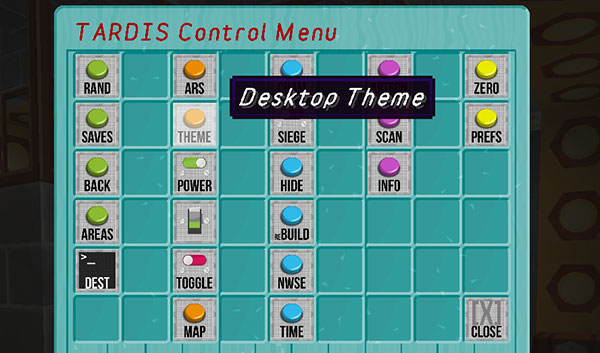 TARDIS Control Menu
RAND
ARS
ZERO
Desktop Theme
SAVES
THEME
SIEGE
SCAN
PREFS
BACK
POWER
HIDE
INFO
AREAS
REBUILD
>_
DEST
TOGGLE
NWSE
MAP
TIME
[X]
CLOSE